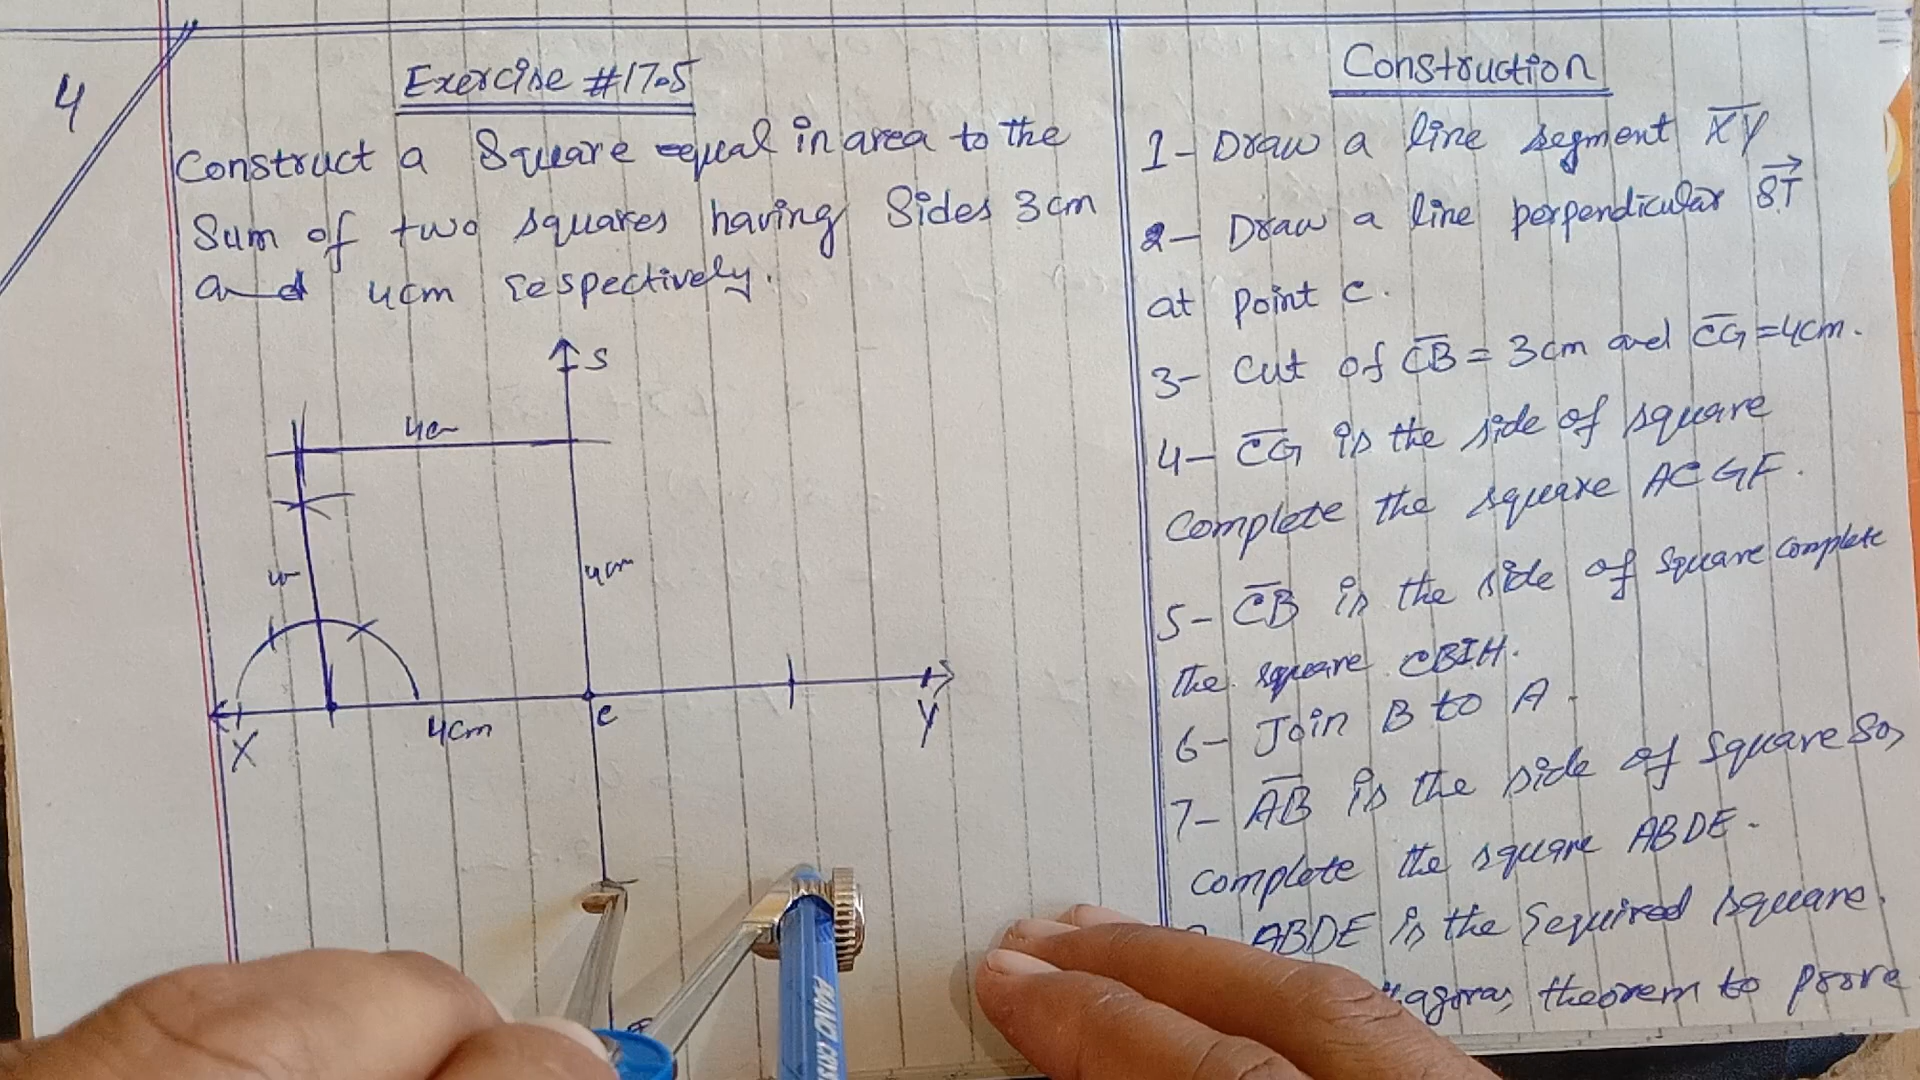 4
Exercise #17.5
Construct a Square equal in area to the
Sum of two squares having Sides 3cm
and 4cm respectively.
S
4c
4cm
X
4cm
C
Y
Construction
1- Draw a line segment XY
2- Draw a line perpendicular ST
at point C.
3- Cut of CB = 3cm and CG = 4cm.
4- CG is the side of square
Complete the square ACGF.
5- CB is the side of square complete
the square CBIH.
6- Join B to A.
7- AB is the side of square So,
complete the square ABDE.
ABDE is the required square.
theorem to prove